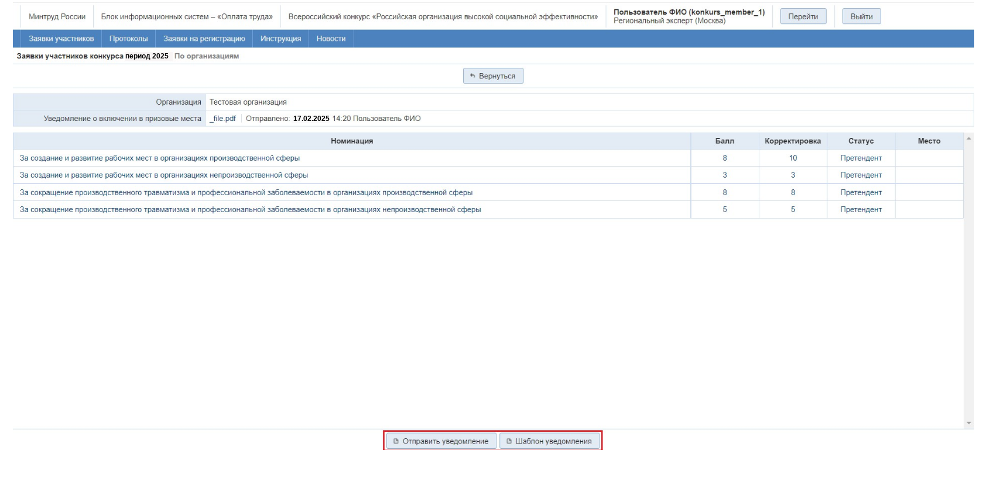 Минтруд России Блок информационных систем – «Оплата труда» Всероссийский конкурс «Российская организация высокой социальной эффективности» Пользователь ФИО (konkurs_member_1) Перейти Выйти
Региональный эксперт (Москва)
Заявки участников Протоколы Заявки на регистрацию Инструкция Новости
Заявки участников конкурса период 2025 По организациям
Вернуться
Организация Тестовая организация
Уведомление о включении в призовые места _file.pdf Отправлено: 17.02.2025 14:20 Пользователь ФИО
Номинация Балл Корректировка Статус Место
За создание и развитие рабочих мест в организациях производственной сферы 8 10 Претендент
За создание и развитие рабочих мест в организациях непроизводственной сферы 3 3 Претендент
За сокращение производственного травматизма и профессиональной заболеваемости в организациях производственной сферы 8 8 Претендент
За сокращение производственного травматизма и профессиональной заболеваемости в организациях непроизводственной сферы 5 5 Претендент
Отправить уведомление Шаблон уведомления